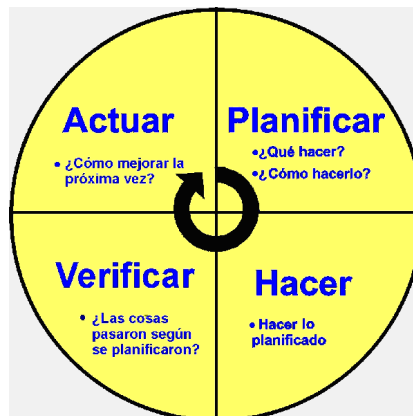 Actuar
• ¿Cómo mejorar la
próxima vez?
Planificar
•¿Qué hacer?
•¿Cómo hacerlo?
Verificar
• ¿Las cosas
pasaron según
se planificaron?
Hacer
• Hacer lo
planificado